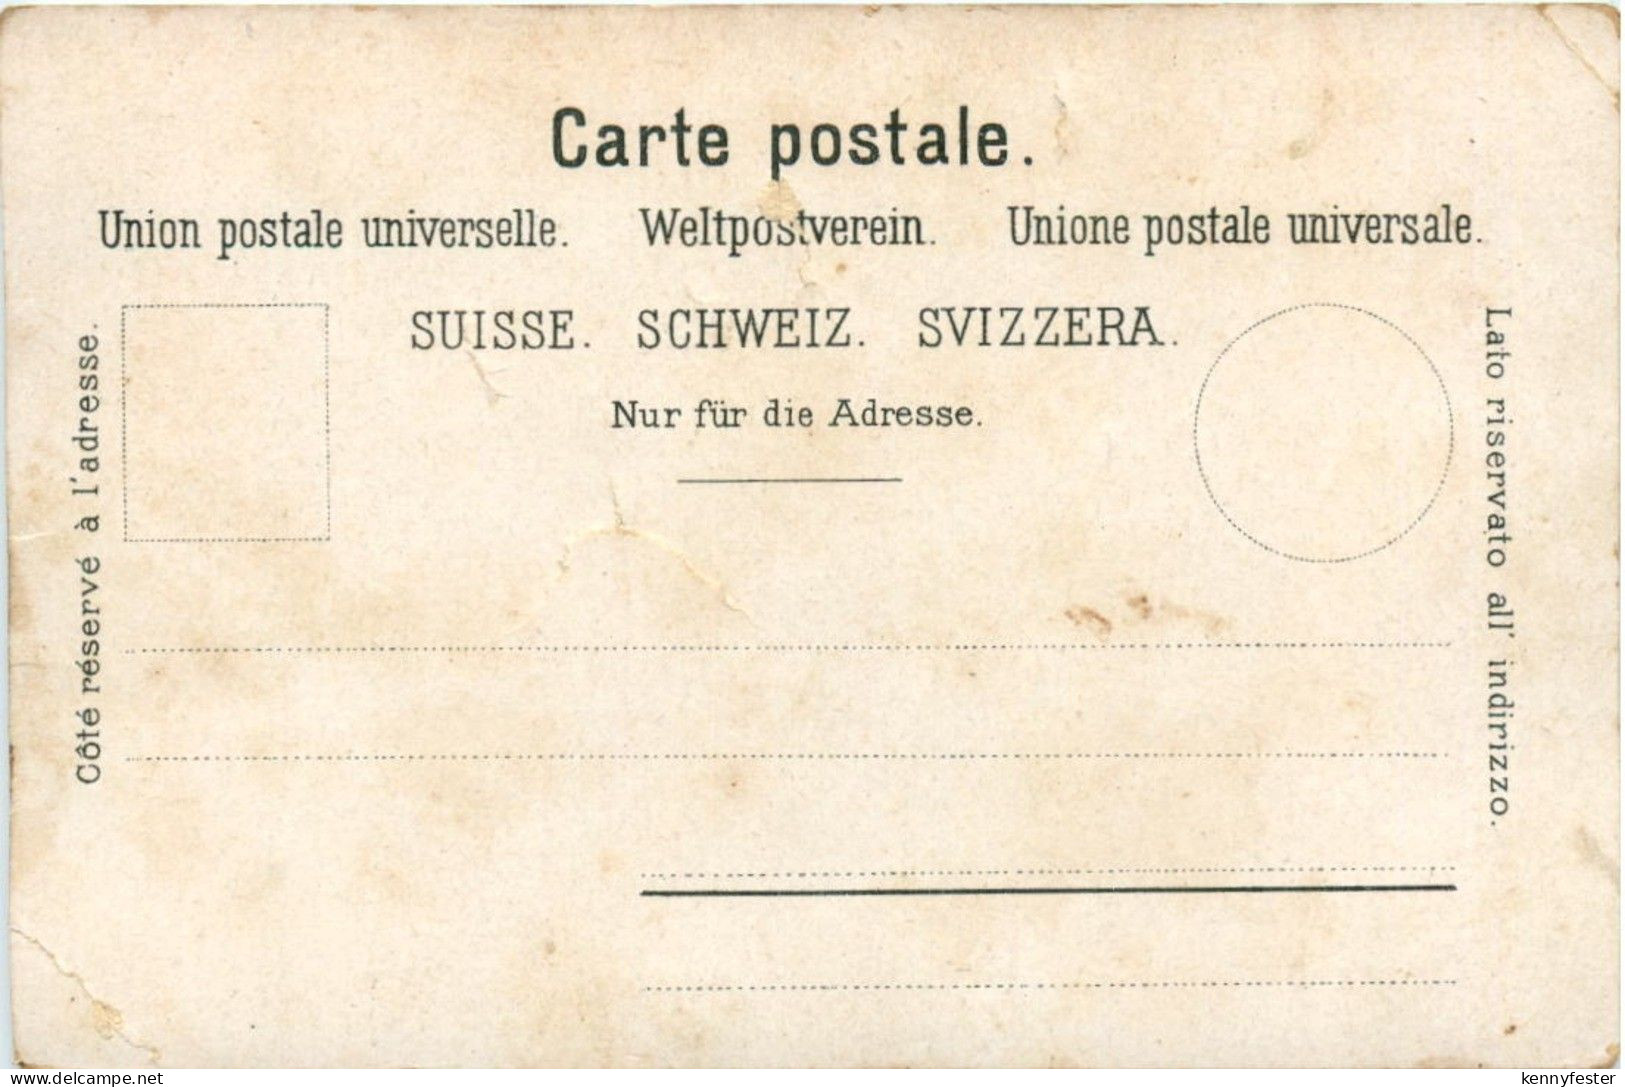 Carte postale.
Union postale universelle. Weltpostverein. Unione postale universale.
SUISSE. SCHWEIZ. SVIZZERA.
Nur für die Adresse.
Côté réservé à l'adresse.
Lato riservato all' indirizzo.
www.delcampe.net
kennyfester